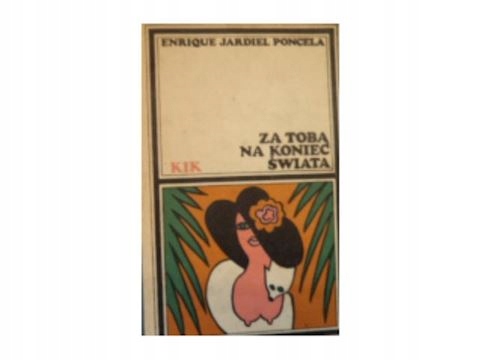 ENRIQUE JARDIEL PONCELA
ZA TOBĄ
NA KONIEC
ŚWIATA
KIK